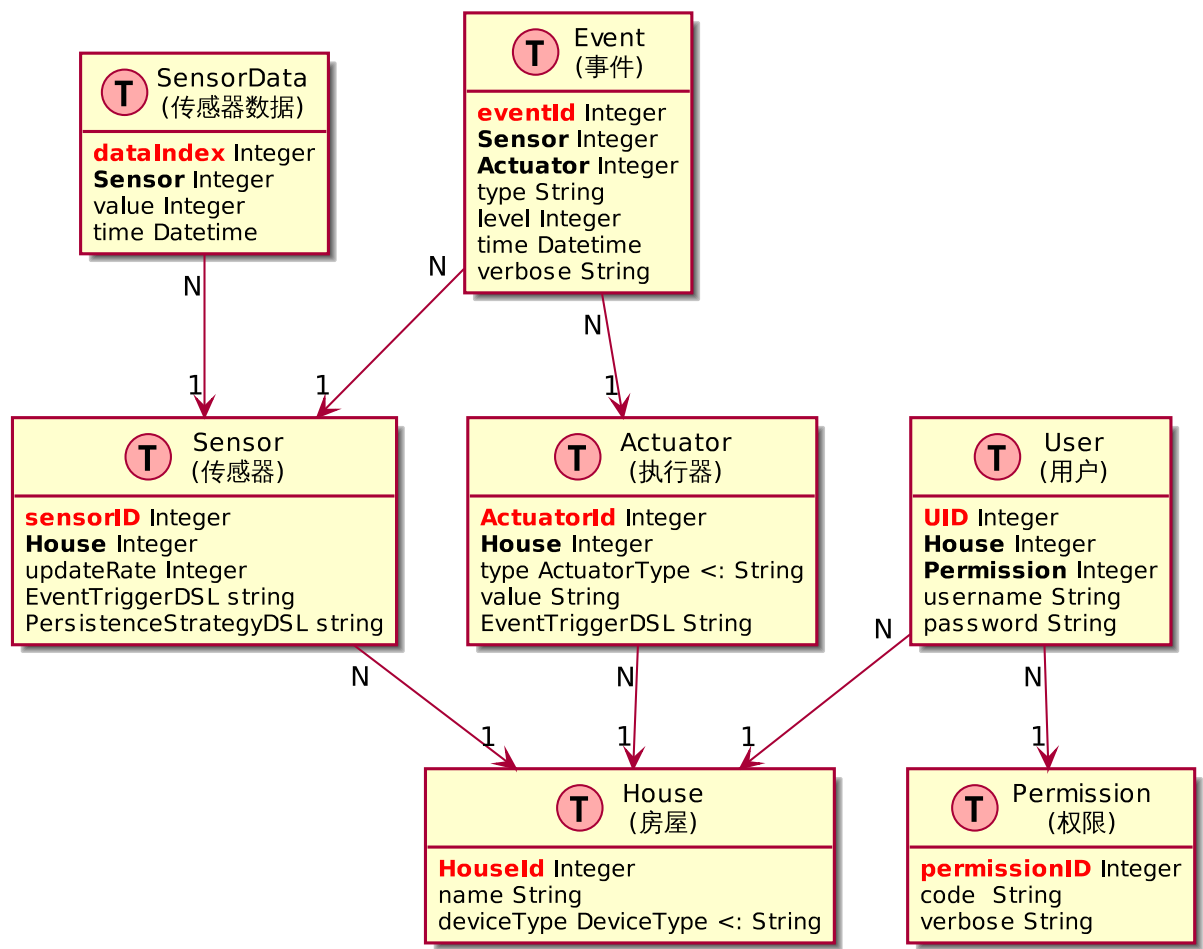 T
SensorData
(传感器数据)
dataIndex Integer
Sensor Integer
value Integer
time Datetime
T
Event
(事件)
eventId Integer
Sensor Integer
Actuator Integer
type String
level Integer
time Datetime
verbose String
N
1
N
1
N
1
T
Sensor
(传感器)
sensorID Integer
House Integer
updateRate Integer
EventTriggerDSL string
PersistenceStrategyDSL string
T
Actuator
(执行器)
ActuatorId Integer
House Integer
type ActuatorType <: String
value String
EventTriggerDSL String
T
User
(用户)
UID Integer
House Integer
Permission Integer
username String
password String
N
1
N
1
N
1
N
1
T
House
(房屋)
HouseId Integer
name String
deviceType DeviceType <: String
T
Permission
(权限)
permissionID Integer
code  String
verbose String